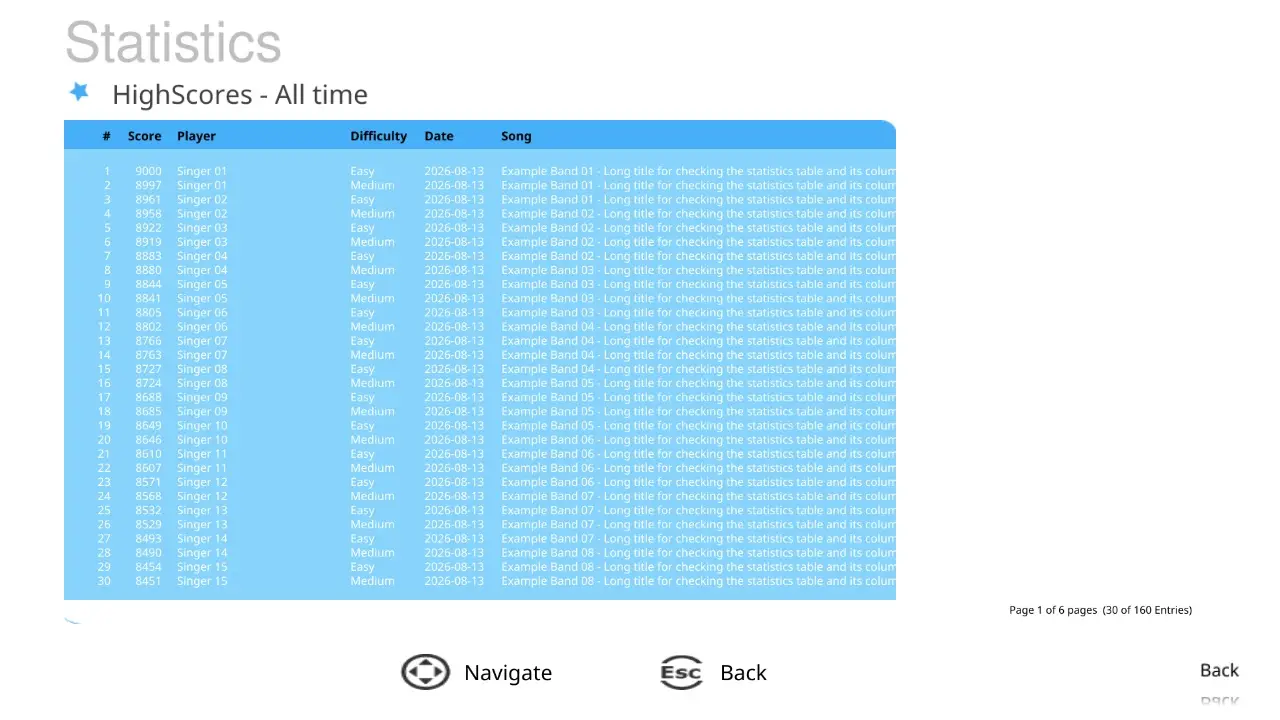 Statistics
HighScores - All time
# Score Player Difficulty Date Song
1 9000 Singer 01 Easy 2026-08-13 Example Band 01 - Long title for checking the statistics table and its colum
2 8997 Singer 01 Medium 2026-08-13 Example Band 01 - Long title for checking the statistics table and its colum
3 8961 Singer 02 Easy 2026-08-13 Example Band 01 - Long title for checking the statistics table and its colum
4 8958 Singer 02 Medium 2026-08-13 Example Band 02 - Long title for checking the statistics table and its colum
5 8922 Singer 03 Easy 2026-08-13 Example Band 02 - Long title for checking the statistics table and its colum
6 8919 Singer 03 Medium 2026-08-13 Example Band 02 - Long title for checking the statistics table and its colum
7 8883 Singer 04 Easy 2026-08-13 Example Band 02 - Long title for checking the statistics table and its colum
8 8880 Singer 04 Medium 2026-08-13 Example Band 03 - Long title for checking the statistics table and its colum
9 8844 Singer 05 Easy 2026-08-13 Example Band 03 - Long title for checking the statistics table and its colum
10 8841 Singer 05 Medium 2026-08-13 Example Band 03 - Long title for checking the statistics table and its colum
11 8805 Singer 06 Easy 2026-08-13 Example Band 03 - Long title for checking the statistics table and its colum
12 8802 Singer 06 Medium 2026-08-13 Example Band 04 - Long title for checking the statistics table and its colum
13 8766 Singer 07 Easy 2026-08-13 Example Band 04 - Long title for checking the statistics table and its colum
14 8763 Singer 07 Medium 2026-08-13 Example Band 04 - Long title for checking the statistics table and its colum
15 8727 Singer 08 Easy 2026-08-13 Example Band 04 - Long title for checking the statistics table and its colum
16 8724 Singer 08 Medium 2026-08-13 Example Band 05 - Long title for checking the statistics table and its colum
17 8688 Singer 09 Easy 2026-08-13 Example Band 05 - Long title for checking the statistics table and its colum
18 8685 Singer 09 Medium 2026-08-13 Example Band 05 - Long title for checking the statistics table and its colum
19 8649 Singer 10 Easy 2026-08-13 Example Band 05 - Long title for checking the statistics table and its colum
20 8646 Singer 10 Medium 2026-08-13 Example Band 06 - Long title for checking the statistics table and its colum
21 8610 Singer 11 Easy 2026-08-13 Example Band 06 - Long title for checking the statistics table and its colum
22 8607 Singer 11 Medium 2026-08-13 Example Band 06 - Long title for checking the statistics table and its colum
23 8571 Singer 12 Easy 2026-08-13 Example Band 06 - Long title for checking the statistics table and its colum
24 8568 Singer 12 Medium 2026-08-13 Example Band 07 - Long title for checking the statistics table and its colum
25 8532 Singer 13 Easy 2026-08-13 Example Band 07 - Long title for checking the statistics table and its colum
26 8529 Singer 13 Medium 2026-08-13 Example Band 07 - Long title for checking the statistics table and its colum
27 8493 Singer 14 Easy 2026-08-13 Example Band 07 - Long title for checking the statistics table and its colum
28 8490 Singer 14 Medium 2026-08-13 Example Band 08 - Long title for checking the statistics table and its colum
29 8454 Singer 15 Easy 2026-08-13 Example Band 08 - Long title for checking the statistics table and its colum
30 8451 Singer 15 Medium 2026-08-13 Example Band 08 - Long title for checking the statistics table and its colum
Page 1 of 6 pages (30 of 160 Entries)
Navigate Esc Back Back